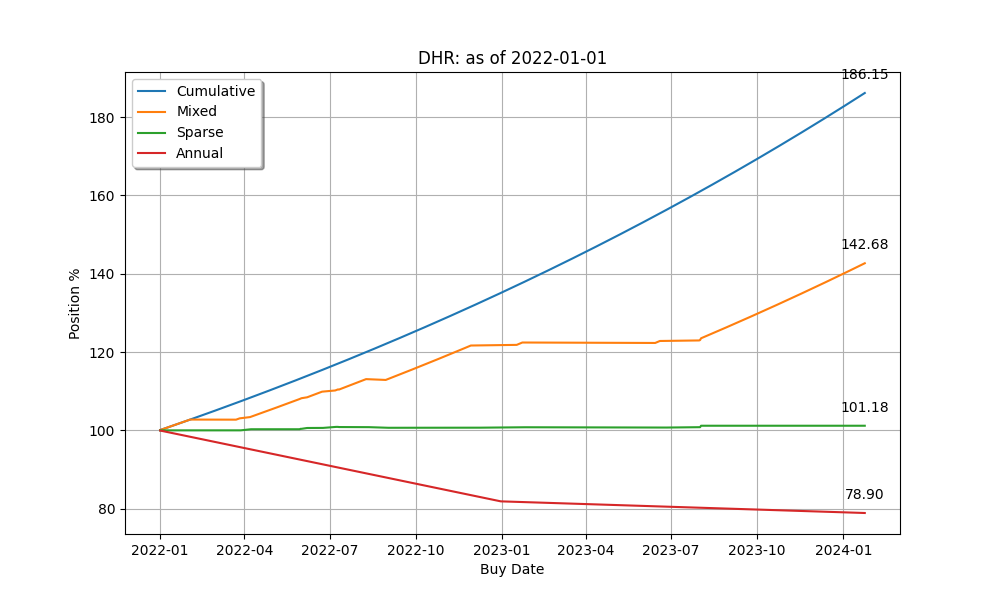 DHR: as of 2022-01-01
Cumulative
Mixed
Sparse
Annual
186.15
142.68
101.18
78.90
180
160
140
120
100
80
Position %
2022-01 2022-04 2022-07 2022-10 2023-01 2023-04 2023-07 2023-10 2024-01
Buy Date